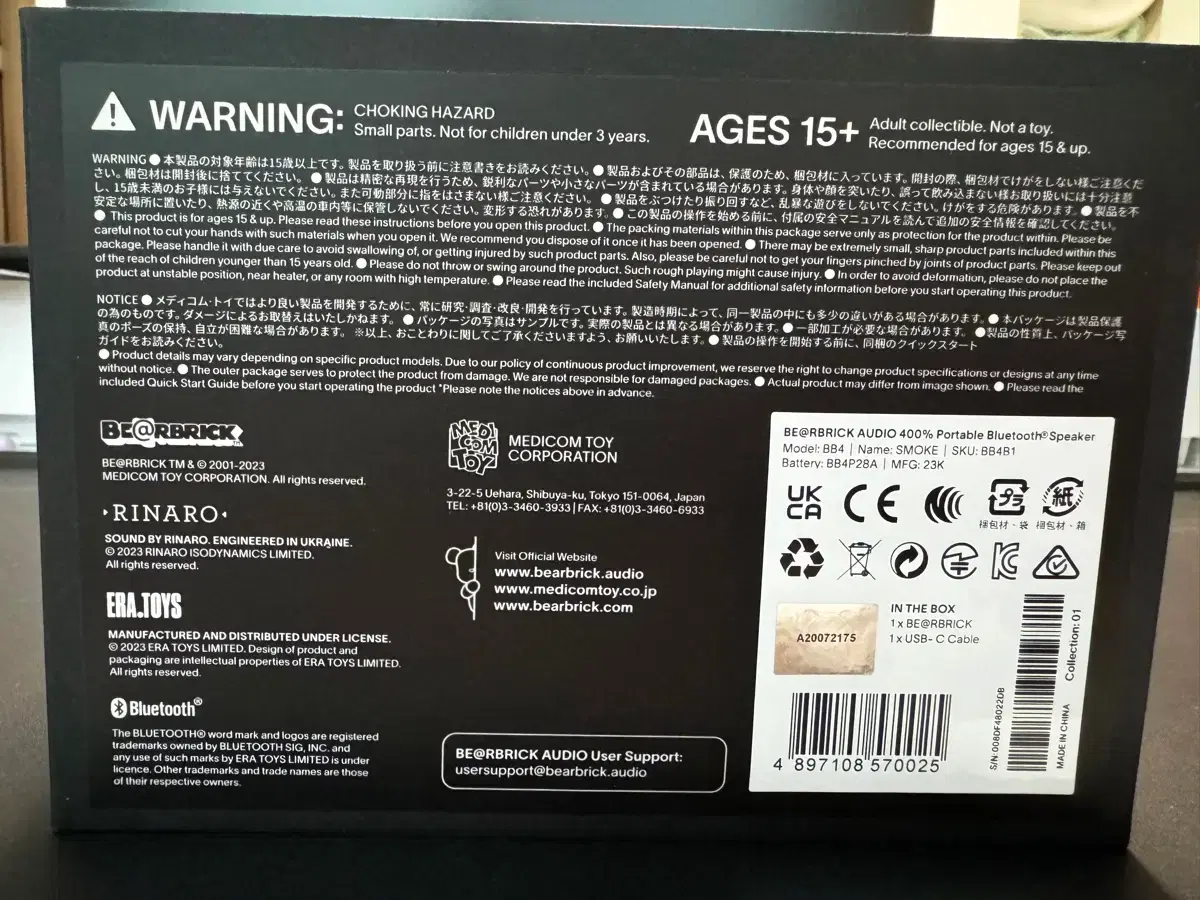 WARNING: CHOKING HAZARD
Small parts. Not for children under 3 years.
AGES 15+ Adult collectible. Not a toy.
Recommended for ages 15 & up.
WARNING ● 本製品の対象年齢は15歳以上です。製品を取り扱う前に注意書きをお読みください。● 製品およびその部品は、保護のため、梱包材に入っています。開封の際、梱包材でけがをしない様ご注意くだ
さい。梱包材は開封後に捨ててください。 ● 製品は精密な再現を行うため、鋭利なパーツや小さなパーツが含まれている場合があります。身体や顔を突いたり、誤って飲み込まない様お取り扱いには十分注意
し、15歳未満のお子様には与えないでください。また可動部分に指をはさまない様ご注意ください。 ● 製品をぶつけたり振り回すなど、乱暴な遊びをしないでください。けがをする危険があります。● 製品を不
安定な場所に置いたり、熱源の近くや高温の車内等に保管しないでください。変形する恐れがあります。● この製品の操作を始める前に、付属の安全マニュアルを読んで追加の安全情報を確認してください。
● This product is for ages 15 & up. Please read these instructions before you open this product. ● The packing materials within this package serve only as protection for the product within. Please be
careful not to cut your hands with such materials when you open it. We recommend you dispose of it once it has been opened. ● There may be extremely small, sharp product parts included within this
package. Please handle it with due care to avoid swallowing of, or getting injured by such product parts. Also, please be careful not to get your fingers pinched by joints of product parts. Please keep out
of the reach of children younger than 15 years old. ● Please do not throw or swing around the product. Such rough playing might cause injury. ● In order to avoid deformation, please do not place the
product at unstable position, near heater, or any room with high temperature. ● Please read the included Safety Manual for additional safety information before you start operating this product.
NOTICE ● メディコム・トイではより良い製品を開発するために、常に研究・調査・改良・開発を行っています。製造時期によって、同一製品の中にも多少の違いがある場合があります。 ● 本パッケージは製品保護
の為のものです。ダメージによるお取替えはいたしかねます。 ● パッケージの写真はサンプルです。実際の製品とは異なる場合があります。 ● 一部加工が必要な場合があります。 ●製品の性質上、パッケージ写
真のポーズの保持、自立が困難な場合があります。 ※以上、おことわりに関してご了承くださいますよう、お願いいたします。● 製品の操作を開始する前に、同梱のクイックスタート
ガイドをお読みください。
● Product details may vary depending on specific product models. Due to our policy of continuous product improvement, we reserve the right to change product specifications or designs at any time
without notice. ● The outer package serves to protect the product from damage. We are not responsible for damaged packages. ● Actual product may differ from image shown. ● Please read the
included Quick Start Guide before you start operating the product *Please note the notices above in advance.
BE@RBRICK TM
BE@RBRICK TM & © 2001-2023
MEDICOM TOY CORPORATION. All rights reserved.
RINARO
SOUND BY RINARO. ENGINEERED IN UKRAINE.
© 2023 RINARO ISODYNAMICS LIMITED.
All rights reserved.
ERA.TOYS
MANUFACTURED AND DISTRIBUTED UNDER LICENSE.
© 2023 ERA TOYS LIMITED. Design of product and
packaging are intellectual properties of ERA TOYS LIMITED.
All rights reserved.
Bluetooth®
The BLUETOOTH® word mark and logos are registered
trademarks owned by BLUETOOTH SIG, INC. and
any use of such marks by ERA TOYS LIMITED is under
licence. Other trademarks and trade names are those
of their respective owners.
MEDI
COM
TOY
MEDICOM TOY
CORPORATION
3-22-5 Uehara, Shibuya-ku, Tokyo 151-0064, Japan
TEL: +81(0)3-3460-3933 | FAX: +81(0)3-3460-6933
Visit Official Website
www.bearbrick.audio
www.medicomtoy.co.jp
www.bearbrick.com
BE@RBRICK AUDIO User Support:
usersupport@bearbrick.audio
BE@RBRICK AUDIO 400% Portable Bluetooth® Speaker
Model: BB4 | Name: SMOKE | SKU: BB4B1
Battery: BB4P28A | MFG: 23K
UK
CA
CE
プラ
紙
梱包材・袋 梱包材・箱
A20072175
IN THE BOX
1 x BE@RBRICK
1 x USB- C Cable
4 897108 570025
S/N: 008DF48022DB
MADE IN CHINA
Collection: 01